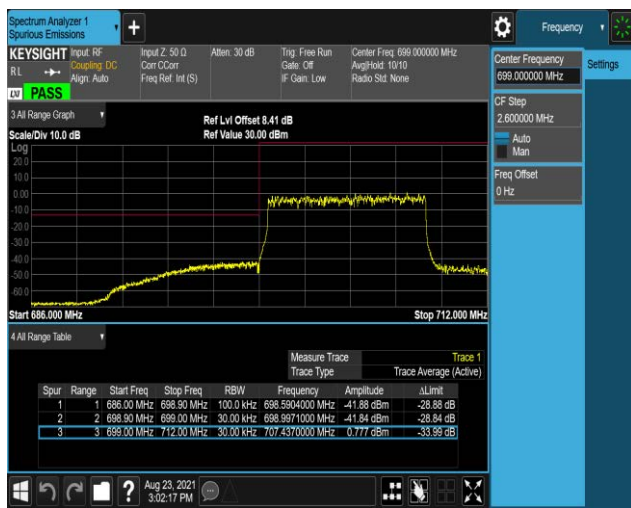 Spectrum Analyzer 1
Spurious Emissions
Frequency
KEYSIGHT Input: RF Input Z: 50 Ω Atten: 30 dB Trig: Free Run Center Freq: 699.000000 MHz
RL Coupling: DC Corr CCorr Gate: Off Avg|Hold: 10/10
Align: Auto Freq Ref: Int (S) IF Gain: Low Radio Std: None
LXI PASS
Center Frequency
699.000000 MHz
Settings
CF Step
2.600000 MHz
Auto
Man
Freq Offset
0 Hz
3 All Range Graph
Ref Lvl Offset 8.41 dB
Scale/Div 10.0 dB Ref Value 30.00 dBm
Log
20.0
10.0
0.00
-10.0
-20.0
-30.0
-40.0
-50.0
-60.0
Start 686.000 MHz Stop 712.000 MHz
4 All Range Table
Measure Trace Trace 1
Trace Type Trace Average (Active)
Spur Range Start Freq Stop Freq RBW Frequency Amplitude ΔLimit
1 1 686.00 MHz 698.90 MHz 100.0 kHz 698.5904000 MHz -41.88 dBm -28.88 dB
2 2 698.90 MHz 699.00 MHz 30.00 kHz 698.9971000 MHz -41.84 dBm -28.84 dB
3 3 699.00 MHz 712.00 MHz 30.00 kHz 707.4370000 MHz 0.777 dBm -33.99 dB
Aug 23, 2021
3:02:17 PM